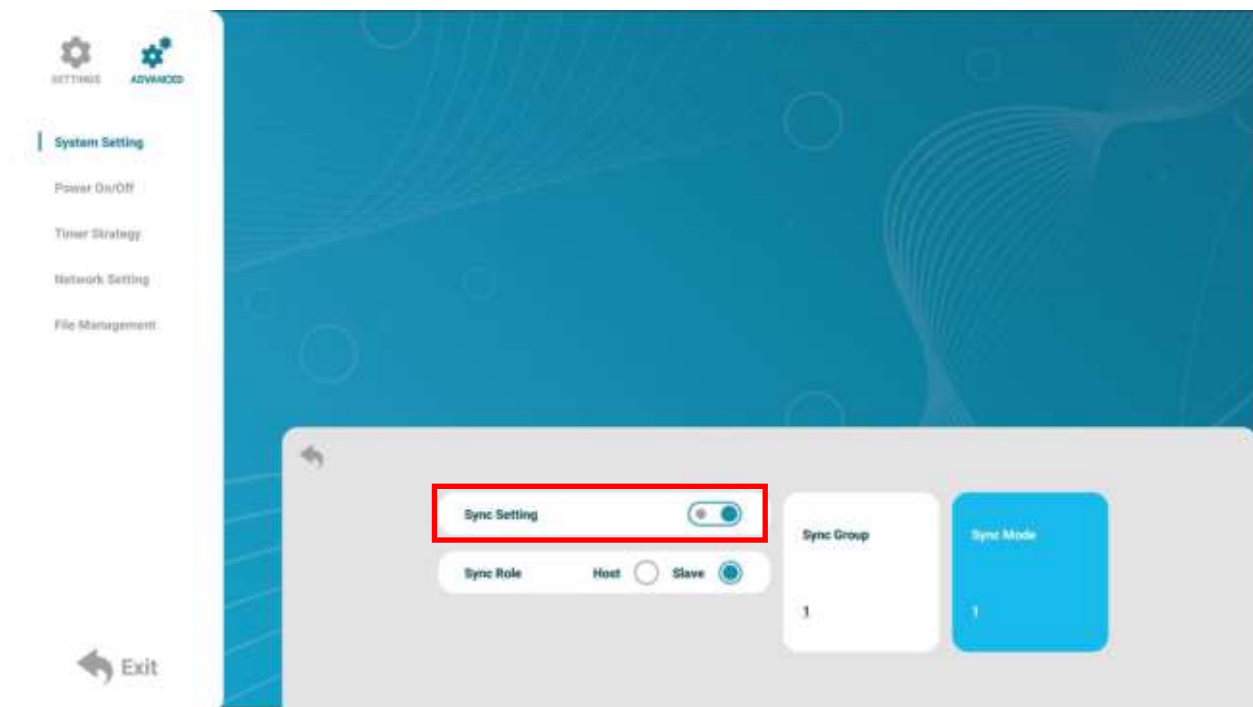 SETTINGS ADVANCED
System Setting
Power On/Off
Timer Strategy
Network Setting
File Management
Exit
Sync Setting
Sync Role Host Slave
Sync Group
1
Sync Mode
1